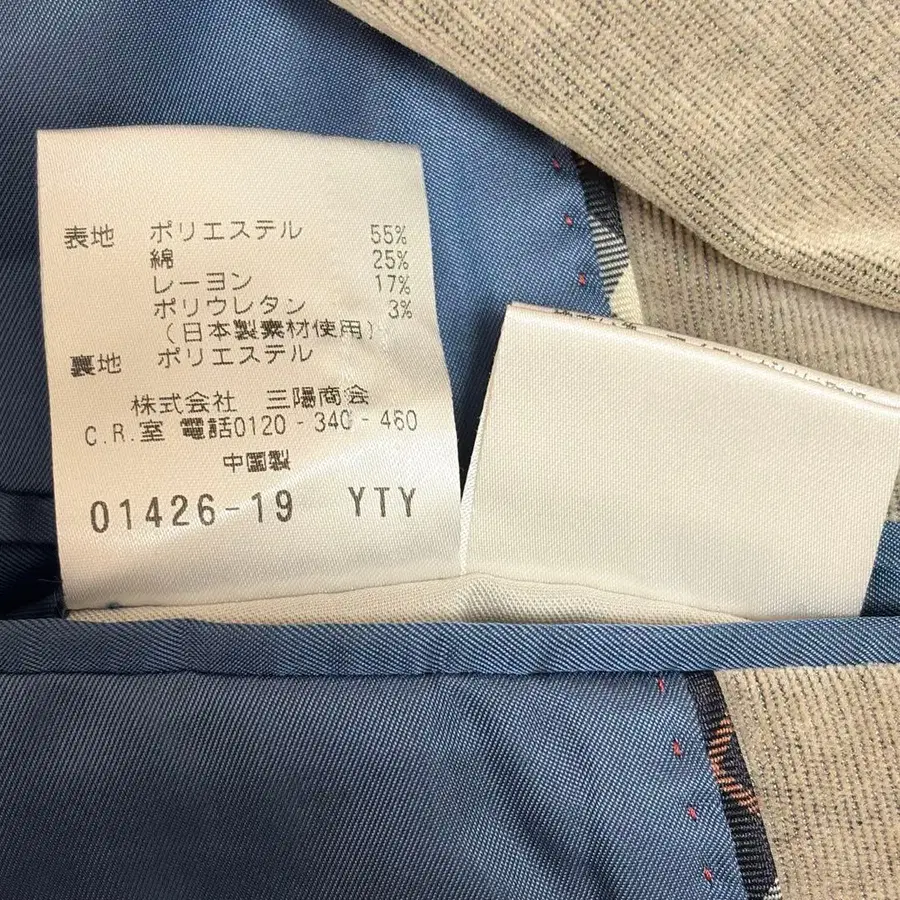 表地 ポリエステル 55%
綿 25%
レーヨン 17%
ポリウレタン 3%
(日本製素材使用)
裏地 ポリエステル
株式会社 三陽商会
C.R.室 電話0120-340-460
中国製
01426-19 YTY